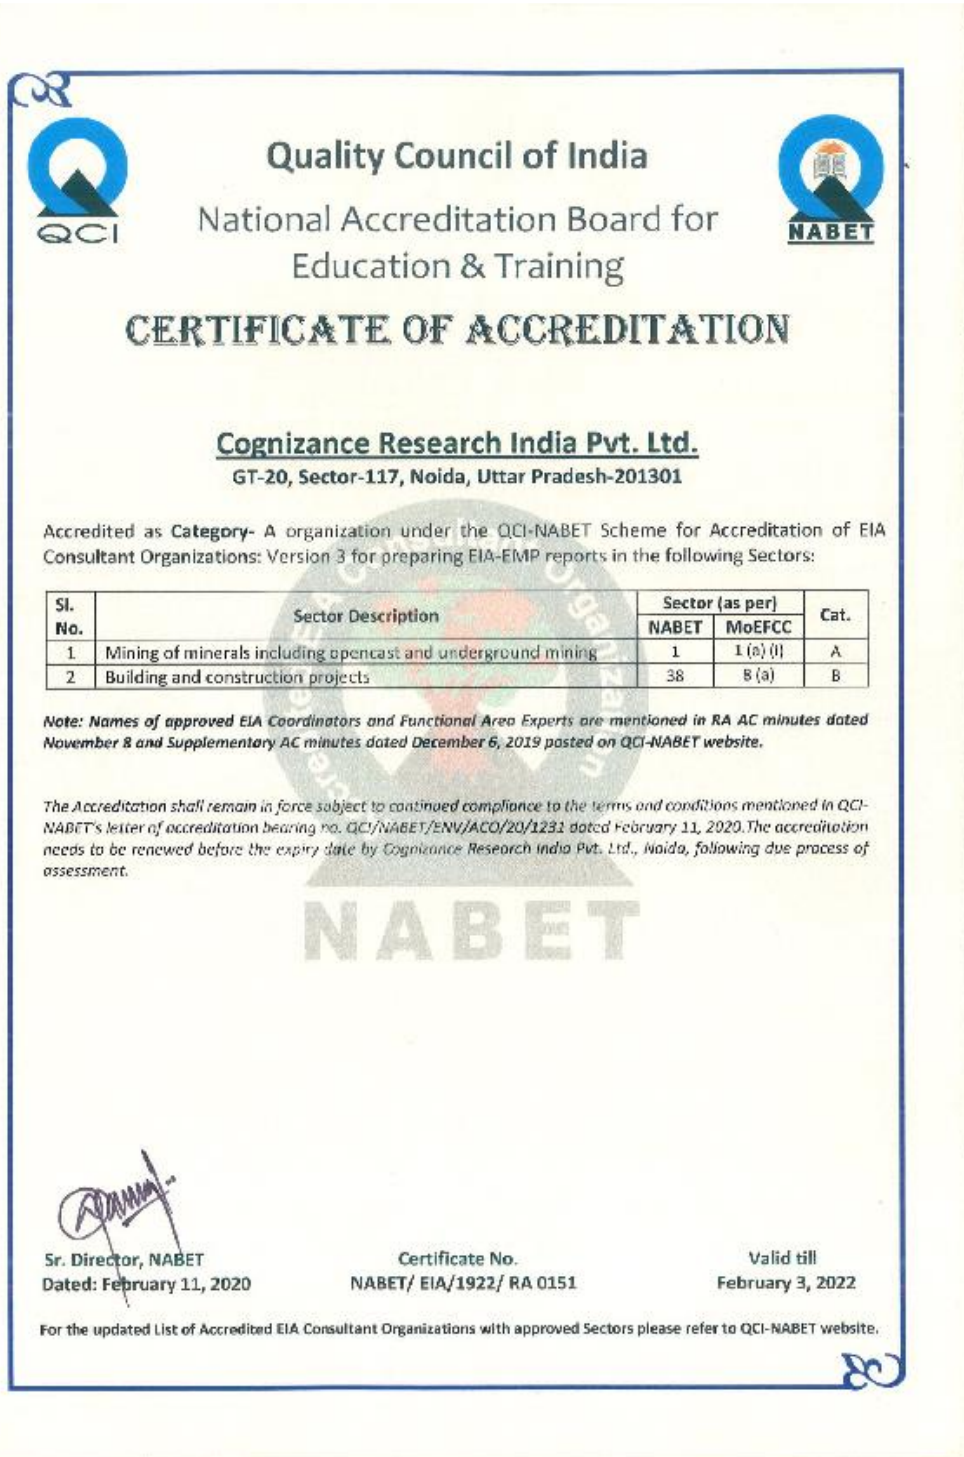 QCI
NABET
Quality Council of India
National Accreditation Board for
Education & Training
CERTIFICATE OF ACCREDITATION
Cognizance Research India Pvt. Ltd.
GT-20, Sector-117, Noida, Uttar Pradesh-201301
Accredited as Category- A organization under the QCI-NABET Scheme for Accreditation of EIA
Consultant Organizations: Version 3 for preparing EIA-EMP reports in the following Sectors:
Sl. No. Sector Description Sector (as per) Cat.
NABET MoEFCC
1 Mining of minerals including opencast and underground mining 1 1 (a) (i) A
2 Building and construction projects 38 8 (a) B
Note: Names of approved EIA Coordinators and Functional Area Experts are mentioned in RA AC minutes dated
November 8 and Supplementary AC minutes dated December 6, 2019 posted on QCI-NABET website.
The Accreditation shall remain in force subject to continued compliance to the terms and conditions mentioned in QCI-
NABET's letter of accreditation bearing no. QCI/NABET/ENV/ACO/20/1231 dated February 11, 2020.The accreditation
needs to be renewed before the expiry date by Cognizance Research India Pvt. Ltd., Noida, following due process of
assessment.
NABET
Sr. Director, NABET
Dated: February 11, 2020
Certificate No.
NABET/ EIA/1922/ RA 0151
Valid till
February 3, 2022
For the updated List of Accredited EIA Consultant Organizations with approved Sectors please refer to QCI-NABET website.